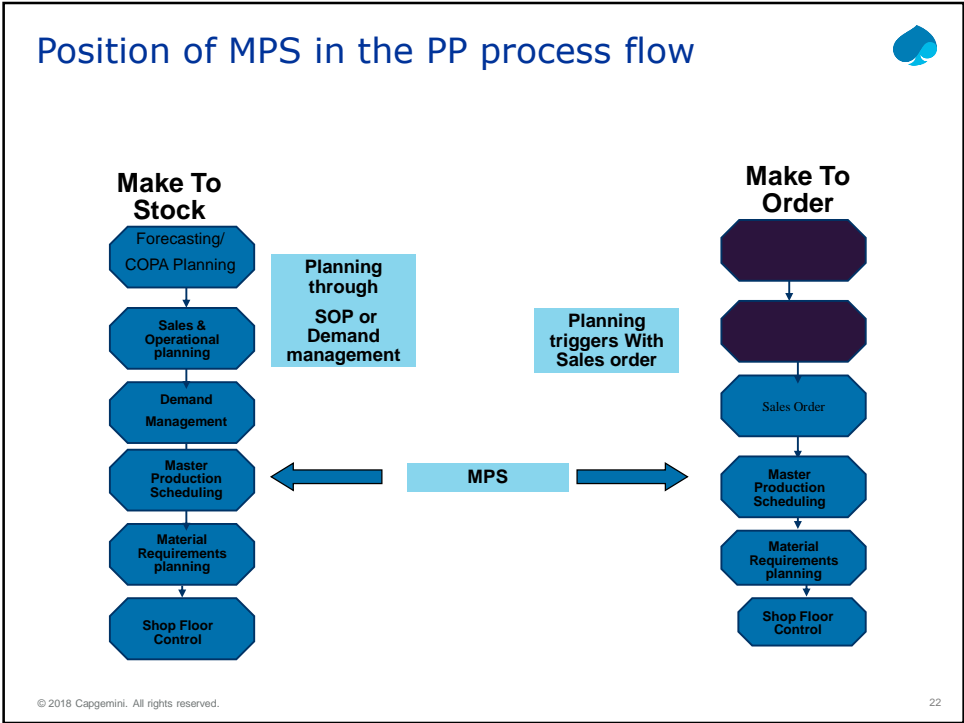 Position of MPS in the PP process flow
Make To
Stock
Forecasting/
COPA Planning
Sales &
Operational
planning
Demand
Management
Master
Production
Scheduling
Material
Requirements
planning
Shop Floor
Control
Planning
through
SOP or
Demand
management
Planning
triggers With
Sales order
MPS
Make To
Order
Sales Order
Master
Production
Scheduling
Material
Requirements
planning
Shop Floor
Control
© 2018 Capgemini. All rights reserved.
22